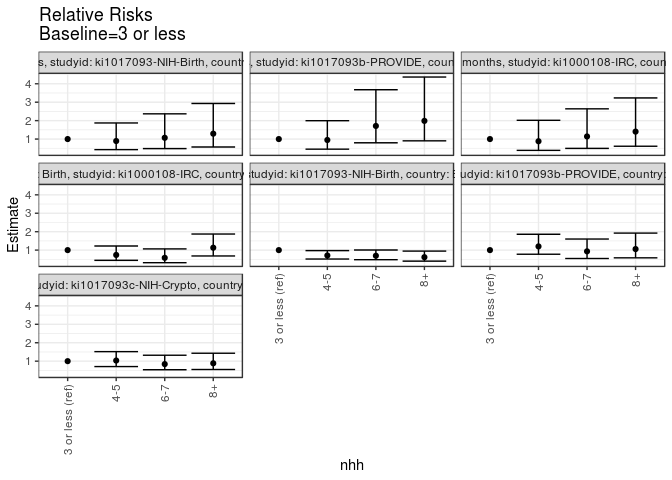 Relative Risks
Baseline=3 or less
s, studyid: ki1017093-NIH-Birth, countr
, studyid: ki1017093b-PROVIDE, coun
months, studyid: ki1000108-IRC, coun
4
3
2
1
Birth, studyid: ki1000108-IRC, country
studyid: ki1017093-NIH-Birth, country:
udyid: ki1017093b-PROVIDE, country:
4
3
2
1
Estimate
udyid: ki1017093c-NIH-Crypto, country
4
3
2
1
3 or less (ref)
4-5
6-7
8+
3 or less (ref)
4-5
6-7
8+
3 or less (ref)
4-5
6-7
8+
nhh